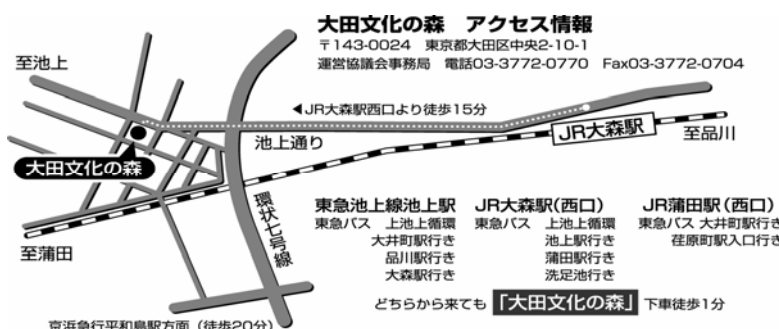 大田文化の森 アクセス情報
〒143-0024 東京都大田区中央2-10-1
運営協議会事務局 電話03-3772-0770 Fax03-3772-0704
至池上
◀JR大森駅西口より徒歩15分
池上通り
JR大森駅
至品川
大田文化の森
環状七号線
至蒲田
東急池上線池上駅
東急バス 上池上循環
大井町駅行き
品川駅行き
大森駅行き
JR大森駅(西口)
東急バス 上池上循環
池上駅行き
蒲田駅行き
洗足池行き
JR蒲田駅(西口)
東急バス 大井町駅行き
荏原町駅入口行き
どちらから来ても「大田文化の森」下車徒歩1分
京浜急行平和島駅方面(徒歩20分)